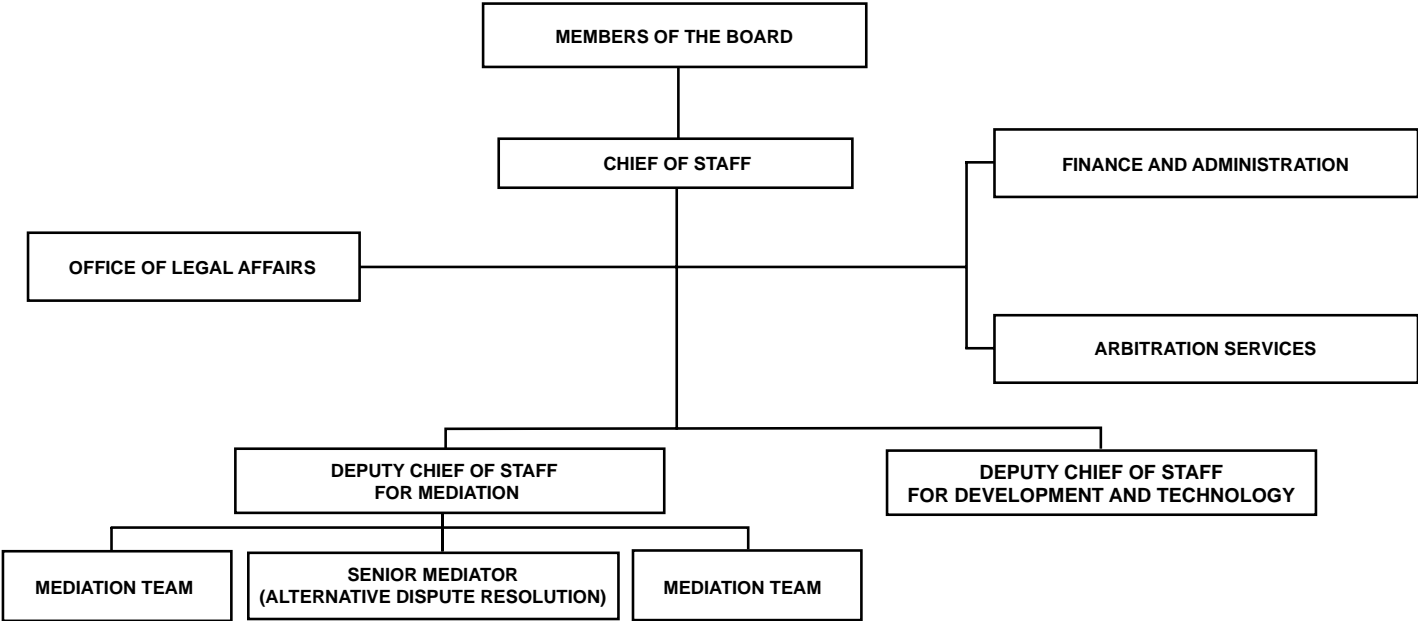 MEMBERS OF THE BOARD
CHIEF OF STAFF
FINANCE AND ADMINISTRATION
OFFICE OF LEGAL AFFAIRS
ARBITRATION SERVICES
DEPUTY CHIEF OF STAFF
FOR MEDIATION
DEPUTY CHIEF OF STAFF
FOR DEVELOPMENT AND TECHNOLOGY
MEDIATION TEAM
SENIOR MEDIATOR
(ALTERNATIVE DISPUTE RESOLUTION)
MEDIATION TEAM